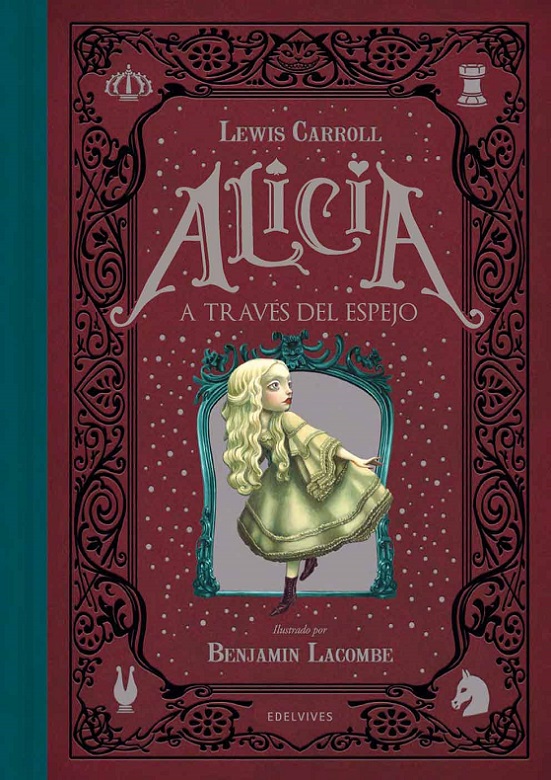 LEWIS CARROLL
ALiCiA
A TRAVÉS DEL ESPEJO
Ilustrado por
BENJAMIN LACOMBE
EDELVIVES